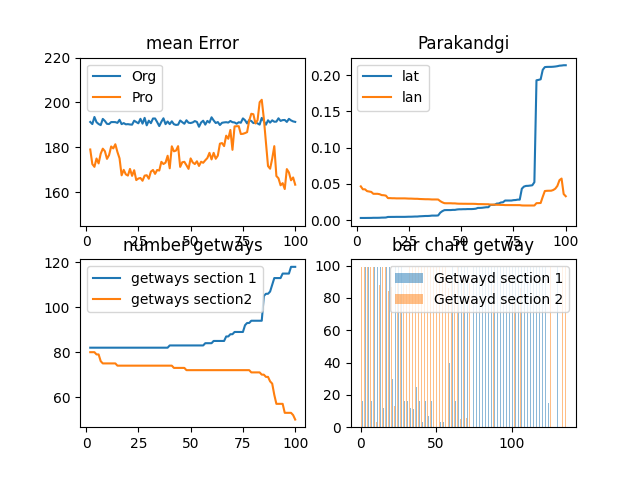 mean Error
220
200
180
160
0 25 50 75 100
Org
Pro
Parakandgi
0.20
0.15
0.10
0.05
0.00
0 25 50 75 100
lat
lan
number getways
120
100
80
60
0 25 50 75 100
getways section 1
getways section2
bar chart getway
100
80
60
40
20
0
0 50 100
Getwayd section 1
Getwayd section 2